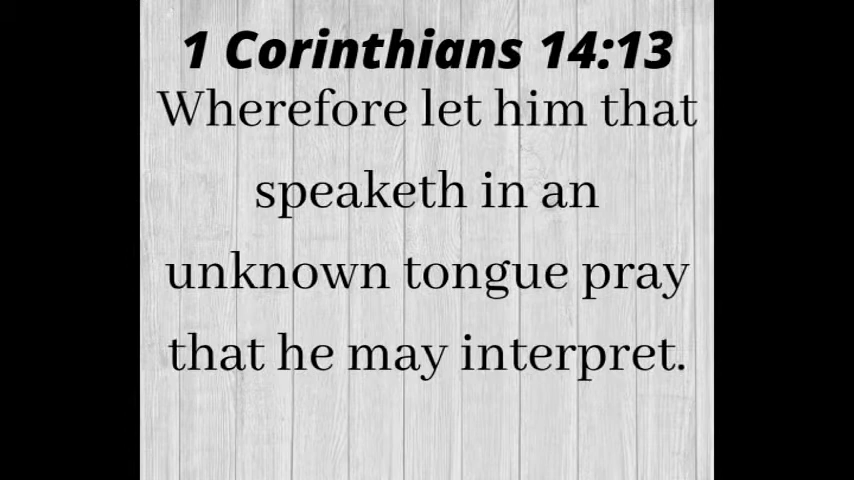 1 Corinthians 14:13
Wherefore let him that
speaketh in an
unknown tongue pray
that he may interpret.